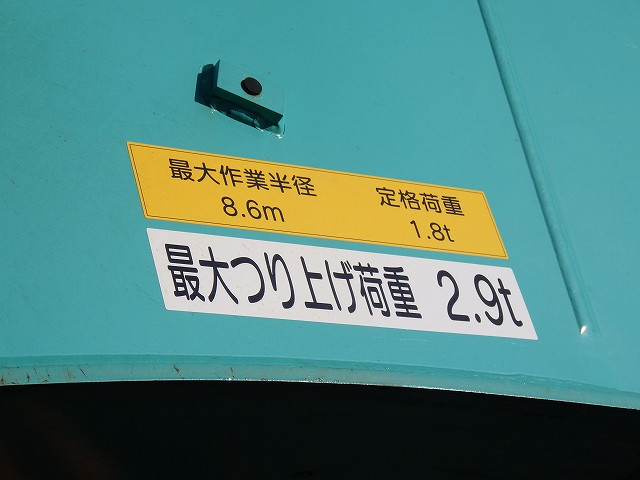 最大作業半径 定格荷重
8.6m 1.8t
最大つり上げ荷重 2.9t